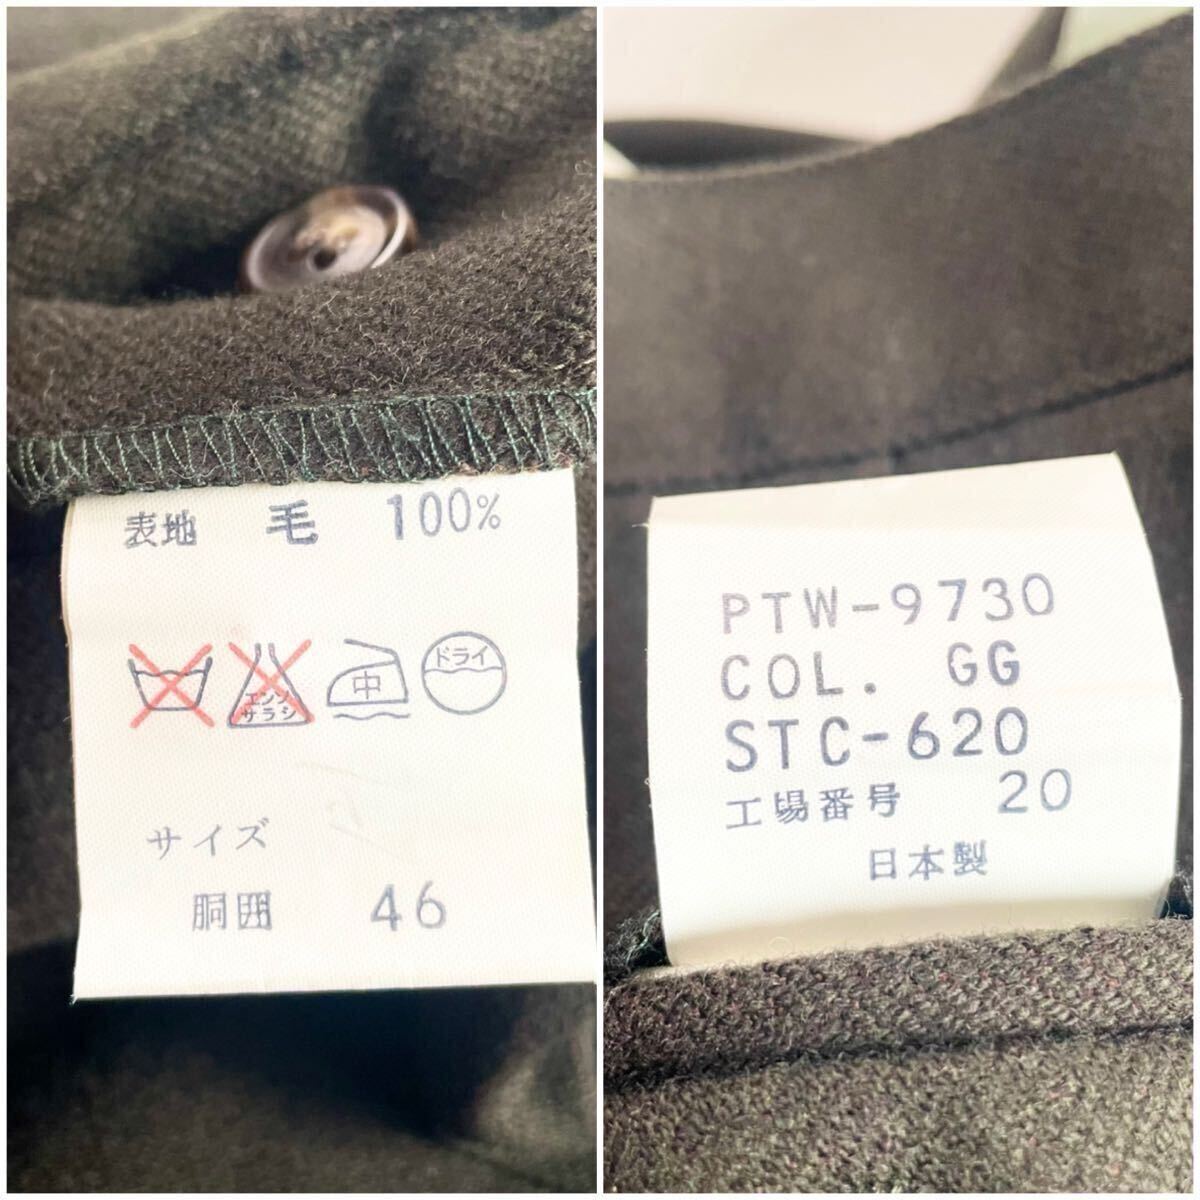 表地 毛 100%
エンソ
サラシ
中
ドライ
サイズ
胴囲 46
PTW-9730
COL. GG
STC-620
工場番号 20
日本製